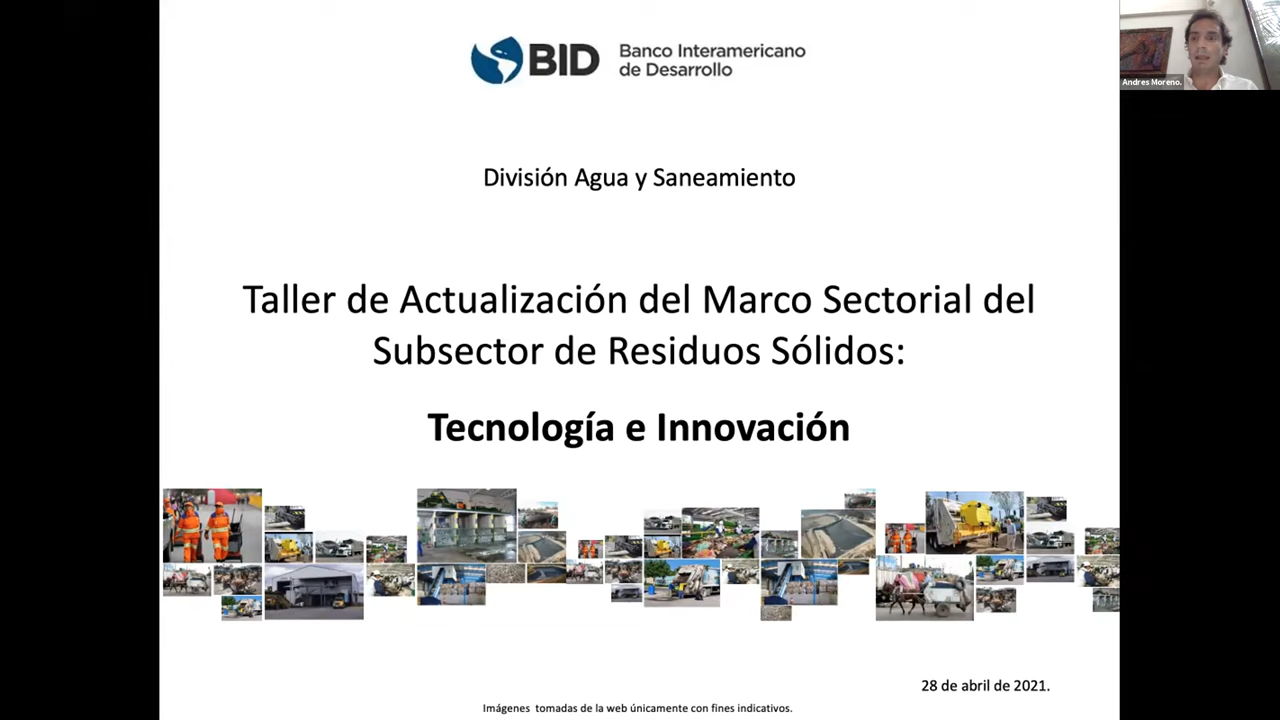 BID
Banco Interamericano
de Desarrollo
Andres Moreno.
División Agua y Saneamiento
Taller de Actualización del Marco Sectorial del
Subsector de Residuos Sólidos:
Tecnología e Innovación
28 de abril de 2021.
Imágenes tomadas de la web únicamente con fines indicativos.